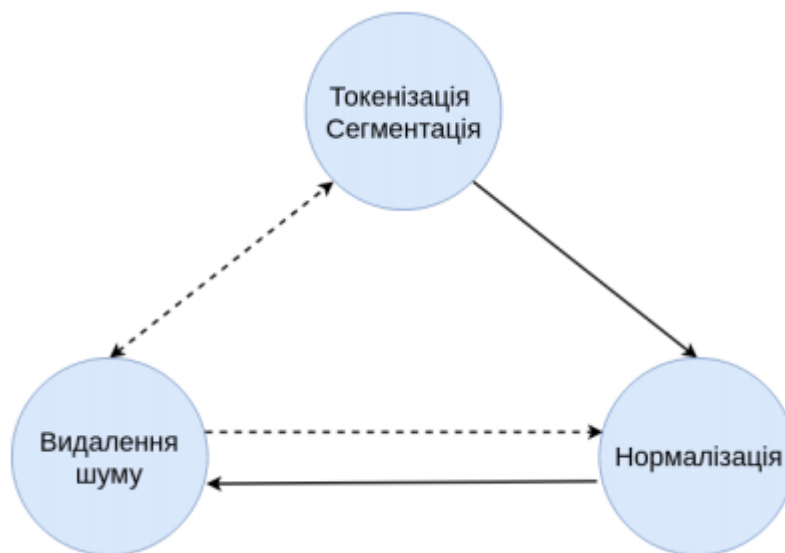 Токенізація
Сегментація
Видалення
шуму
Нормалізація